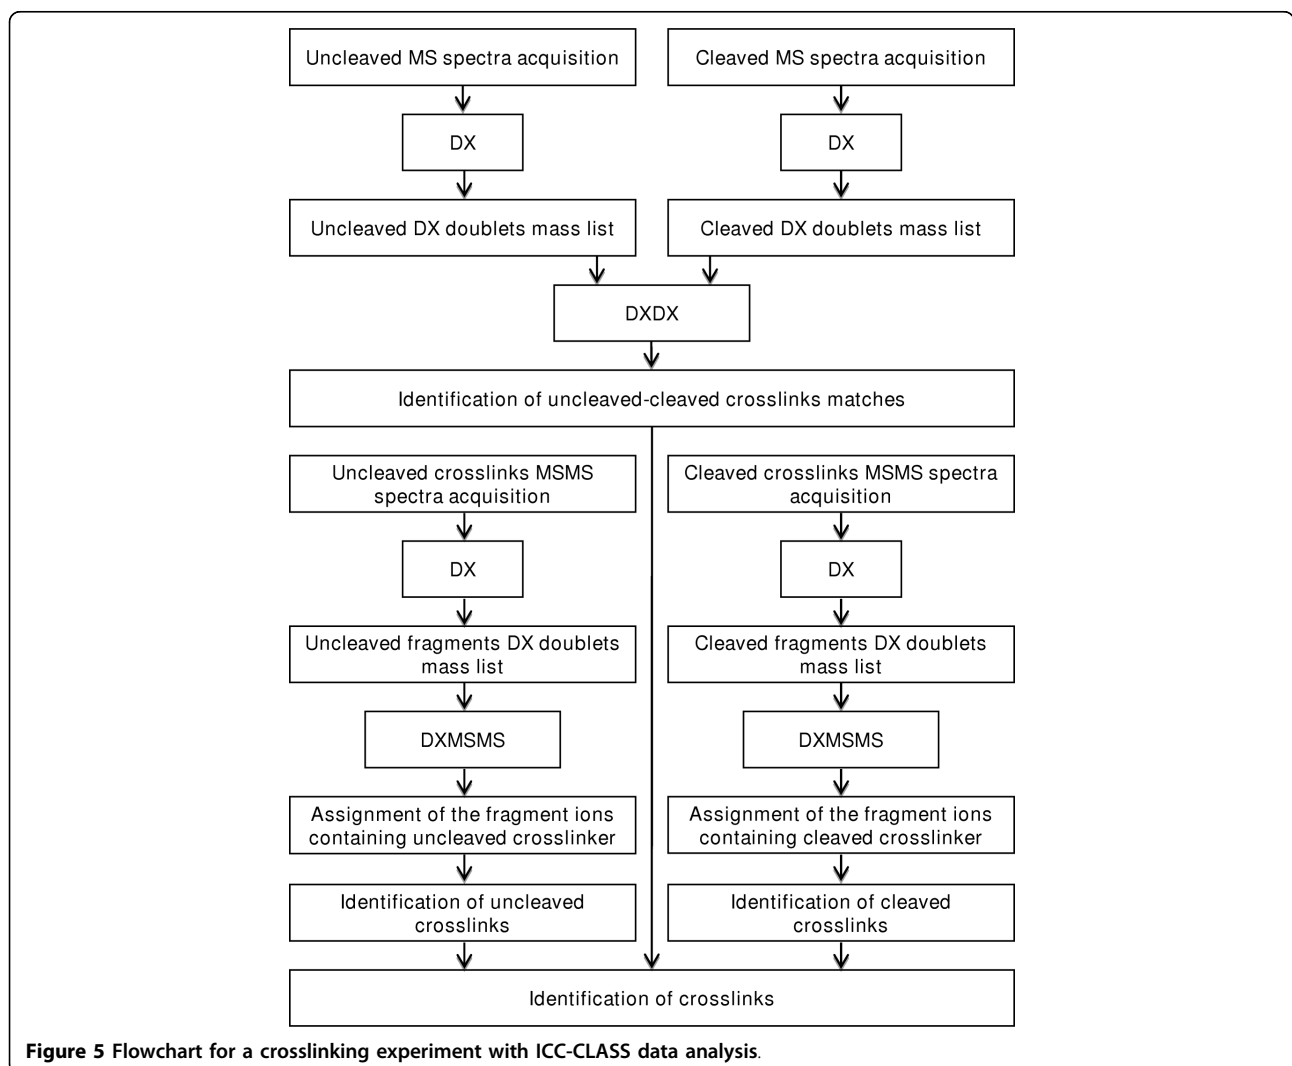 Uncleaved MS spectra acquisition
Cleaved MS spectra acquisition
DX
DX
Uncleaved DX doublets mass list
Cleaved DX doublets mass list
DXDX
Identification of uncleaved-cleaved crosslinks matches
Uncleaved crosslinks MSMS
spectra acquisition
Cleaved crosslinks MSMS spectra
acquisition
DX
DX
Uncleaved fragments DX doublets
mass list
Cleaved fragments DX doublets
mass list
DXMSMS
DXMSMS
Assignment of the fragment ions
containing uncleaved crosslinker
Assignment of the fragment ions
containing cleaved crosslinker
Identification of uncleaved
crosslinks
Identification of cleaved
crosslinks
Identification of crosslinks
Figure 5 Flowchart for a crosslinking experiment with ICC-CLASS data analysis.